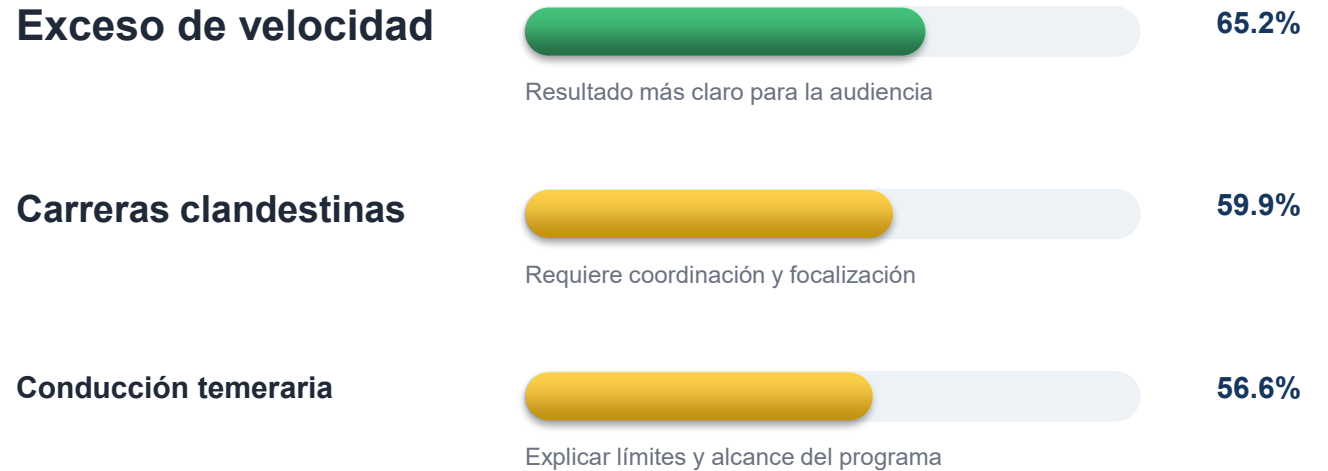 Exceso de velocidad
65.2%
Resultado más claro para la audiencia
Carreras clandestinas
59.9%
Requiere coordinación y focalización
Conducción temeraria
56.6%
Explicar límites y alcance del programa